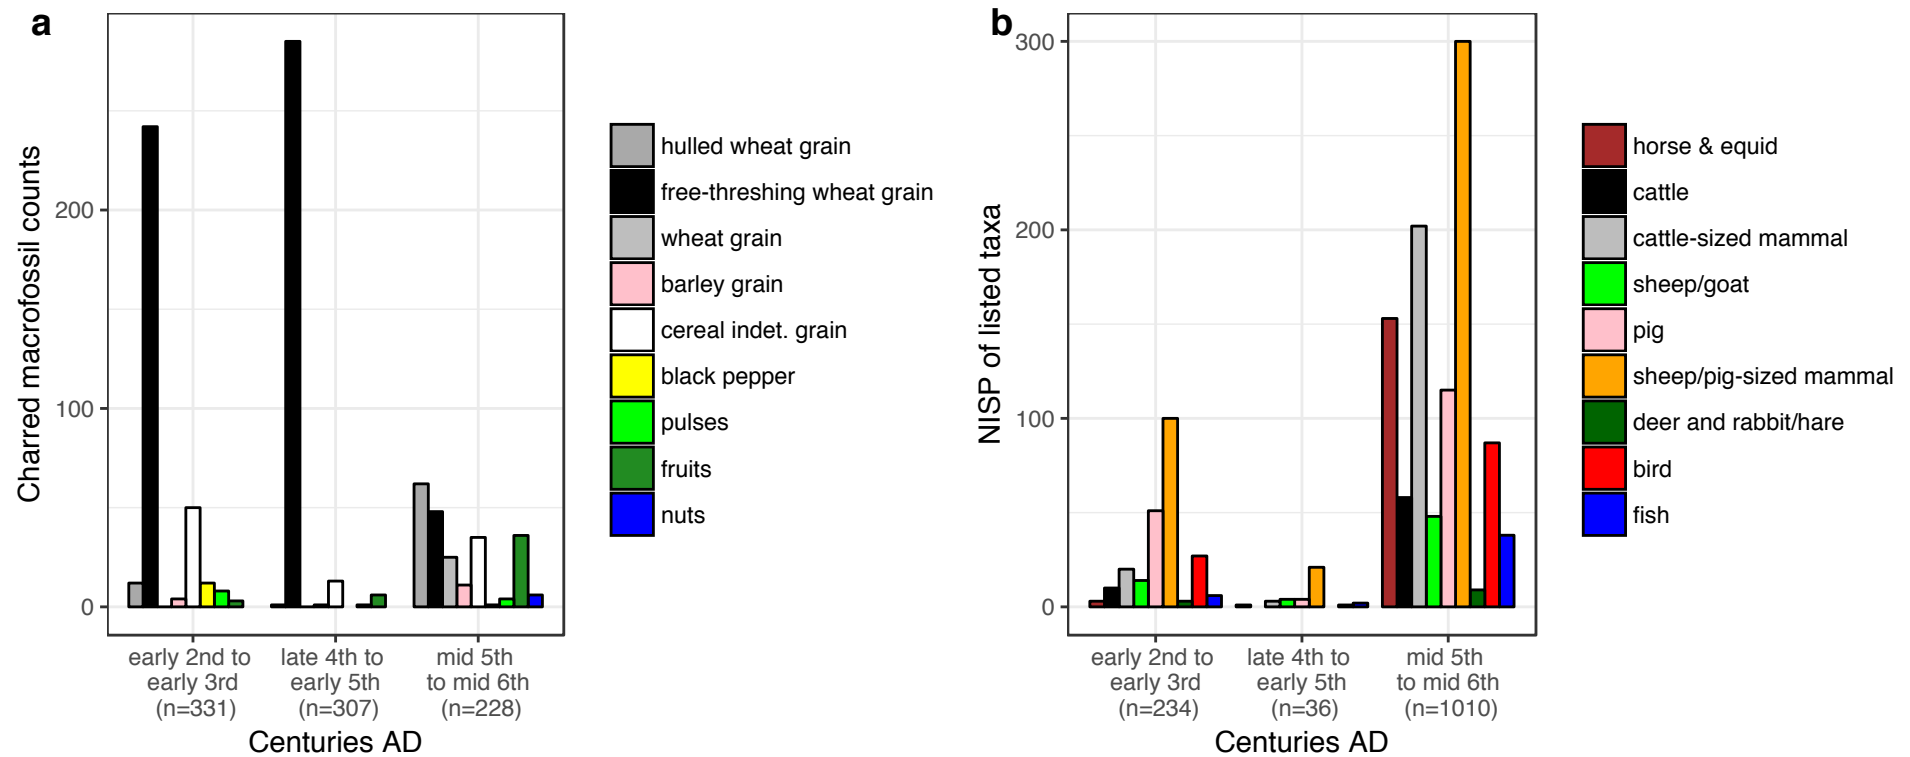 a
Charred macrofossil counts
200
100
0
early 2nd to
early 3rd
(n=331)
late 4th to
early 5th
(n=307)
mid 5th
to mid 6th
(n=228)
Centuries AD
hulled wheat grain
free-threshing wheat grain
wheat grain
barley grain
cereal indet. grain
black pepper
pulses
fruits
nuts
b
NISP of listed taxa
300
200
100
0
early 2nd to
early 3rd
(n=234)
late 4th to
early 5th
(n=36)
mid 5th
to mid 6th
(n=1010)
Centuries AD
horse & equid
cattle
cattle-sized mammal
sheep/goat
pig
sheep/pig-sized mammal
deer and rabbit/hare
bird
fish